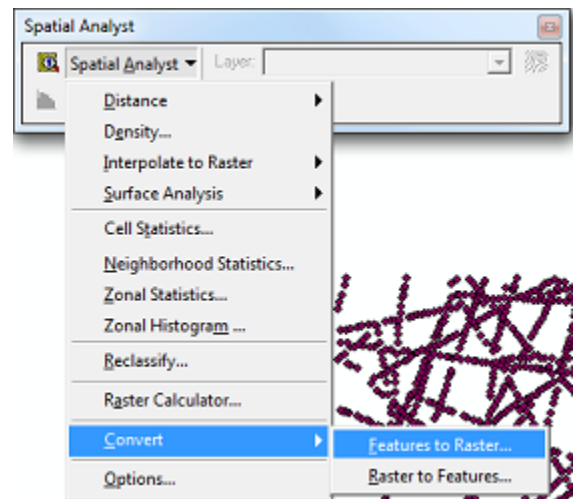 Spatial Analyst
Spatial Analyst Layer:
Distance
Density...
Interpolate to Raster
Surface Analysis
Cell Statistics...
Neighborhood Statistics...
Zonal Statistics...
Zonal Histogram ...
Reclassify...
Raster Calculator...
Convert
Features to Raster...
Options...
Raster to Features...